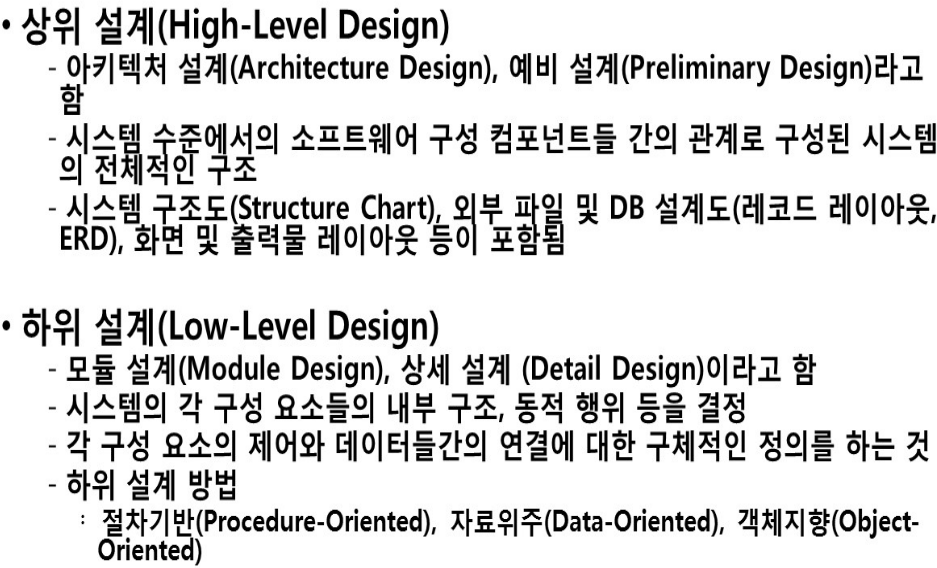 • 상위 설계(High-Level Design)
- 아키텍처 설계(Architecture Design), 예비 설계(Preliminary Design)라고
함
- 시스템 수준에서의 소프트웨어 구성 컴포넌트들 간의 관계로 구성된 시스템
의 전체적인 구조
- 시스템 구조도(Structure Chart), 외부 파일 및 DB 설계도(레코드 레이아웃,
ERD), 화면 및 출력물 레이아웃 등이 포함됨
• 하위 설계(Low-Level Design)
- 모듈 설계(Module Design), 상세 설계 (Detail Design)이라고 함
- 시스템의 각 구성 요소들의 내부 구조, 동적 행위 등을 결정
- 각 구성 요소의 제어와 데이터들간의 연결에 대한 구체적인 정의를 하는 것
- 하위 설계 방법
: 절차기반(Procedure-Oriented), 자료위주(Data-Oriented), 객체지향(Object-
Oriented)